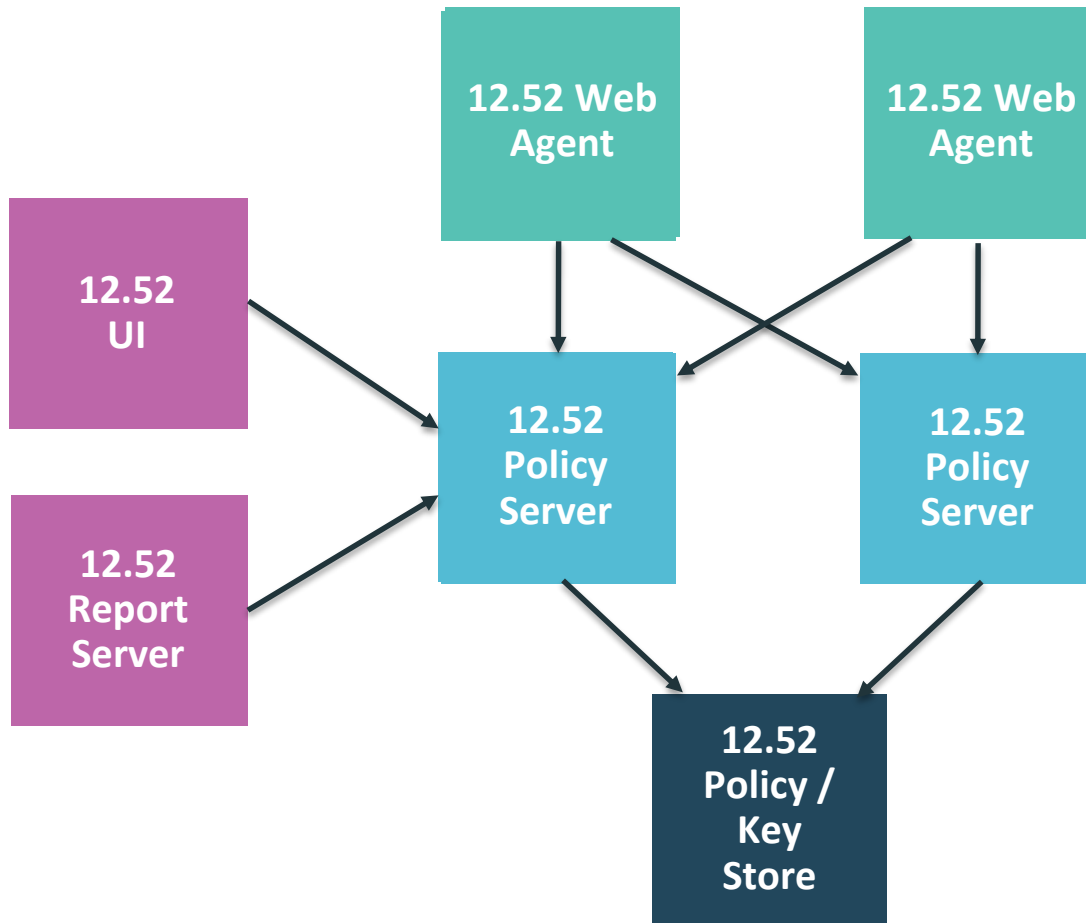 12.52 Web
Agent
12.52 Web
Agent
12.52
UI
12.52
Policy
Server
12.52
Policy
Server
12.52
Report
Server
12.52
Policy /
Key
Store